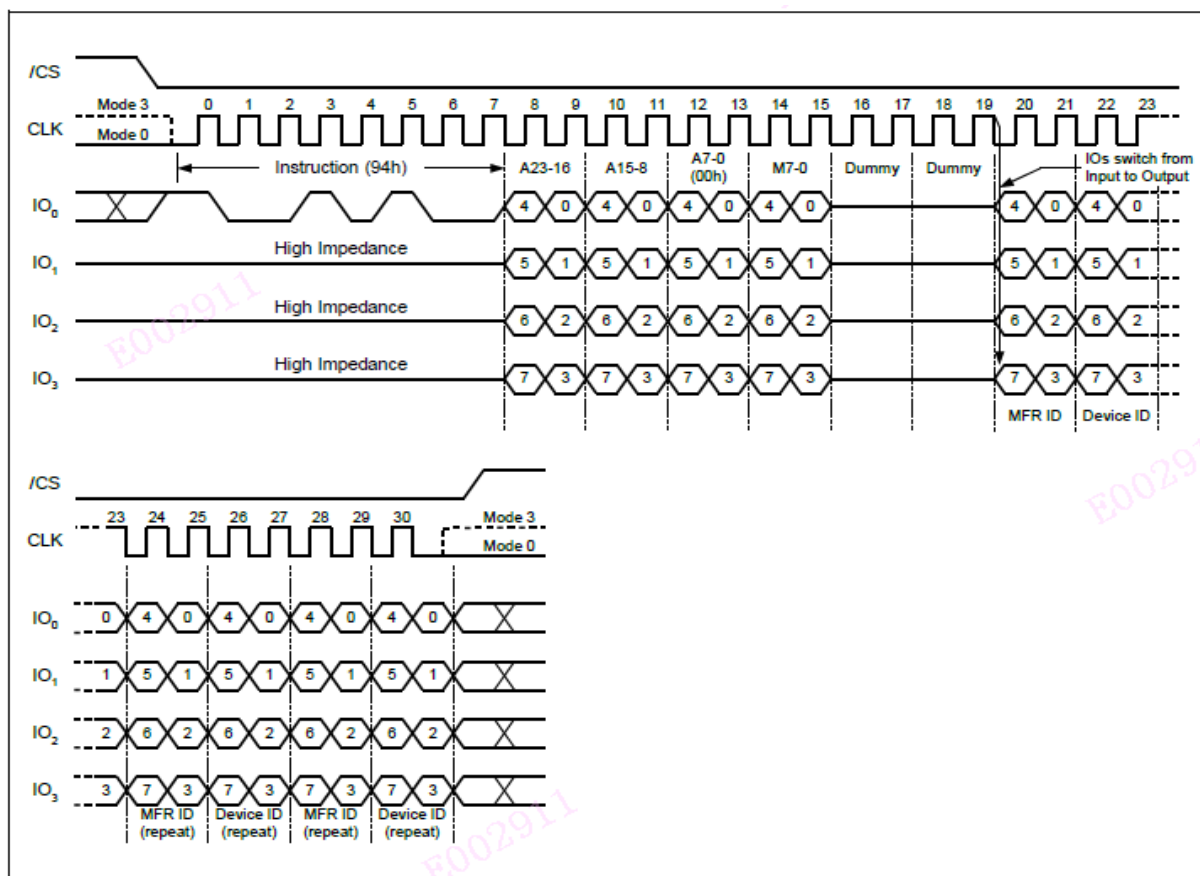 /CS
Mode 3 0 1 2 3 4 5 6 7 8 9 10 11 12 13 14 15 16 17 18 19 20 21 22 23
CLK Mode 0
Instruction (94h) A23-16 A15-8 A7-0 (00h) M7-0 Dummy Dummy IOs switch from Input to Output
IO0 4 0 4 0 4 0 4 0 4 0 4 0
High Impedance
IO1 5 1 5 1 5 1 5 1 5 1 5 1
High Impedance
IO2 6 2 6 2 6 2 6 2 6 2 6 2
High Impedance
IO3 7 3 7 3 7 3 7 3 7 3 7 3
MFR ID Device ID
/CS
23 24 25 26 27 28 29 30 Mode 3
CLK Mode 0
IO0 0 4 0 4 0 4 0 4 0
IO1 1 5 1 5 1 5 1 5 1
IO2 2 6 2 6 2 6 2 6 2
IO3 3 7 3 7 3 7 3 7 3
MFR ID (repeat) Device ID (repeat) MFR ID (repeat) Device ID (repeat)
E002911
E002911
E002911